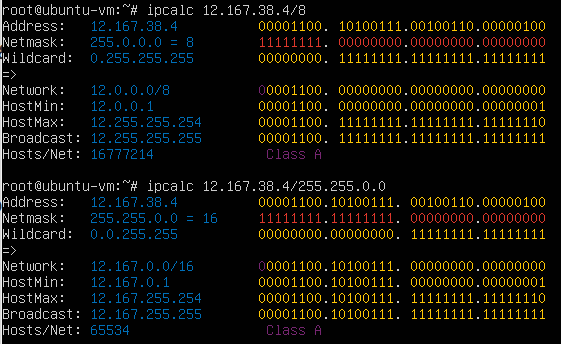 root@ubuntu-vm:~# ipcalc 12.167.38.4/8
Address:   12.167.38.4          00001100. 10100111.00100110.00000100
Netmask:   255.0.0.0 = 8        11111111. 00000000.00000000.00000000
Wildcard:  0.255.255.255        00000000. 11111111.11111111.11111111
=>
Network:   12.0.0.0/8           00001100. 00000000.00000000.00000000
HostMin:   12.0.0.1             00001100. 00000000.00000000.00000001
HostMax:   12.255.255.254       00001100. 11111111.11111111.11111110
Broadcast: 12.255.255.255       00001100. 11111111.11111111.11111111
Hosts/Net: 16777214              Class A
root@ubuntu-vm:~# ipcalc 12.167.38.4/255.255.0.0
Address:   12.167.38.4          00001100.10100111. 00100110.00000100
Netmask:   255.255.0.0 = 16     11111111.11111111. 00000000.00000000
Wildcard:  0.0.255.255          00000000.00000000. 11111111.11111111
=>
Network:   12.167.0.0/16        00001100.10100111. 00000000.00000000
HostMin:   12.167.0.1           00001100.10100111. 00000000.00000001
HostMax:   12.167.255.254       00001100.10100111. 11111111.11111110
Broadcast: 12.167.255.255       00001100.10100111. 11111111.11111111
Hosts/Net: 65534                 Class A